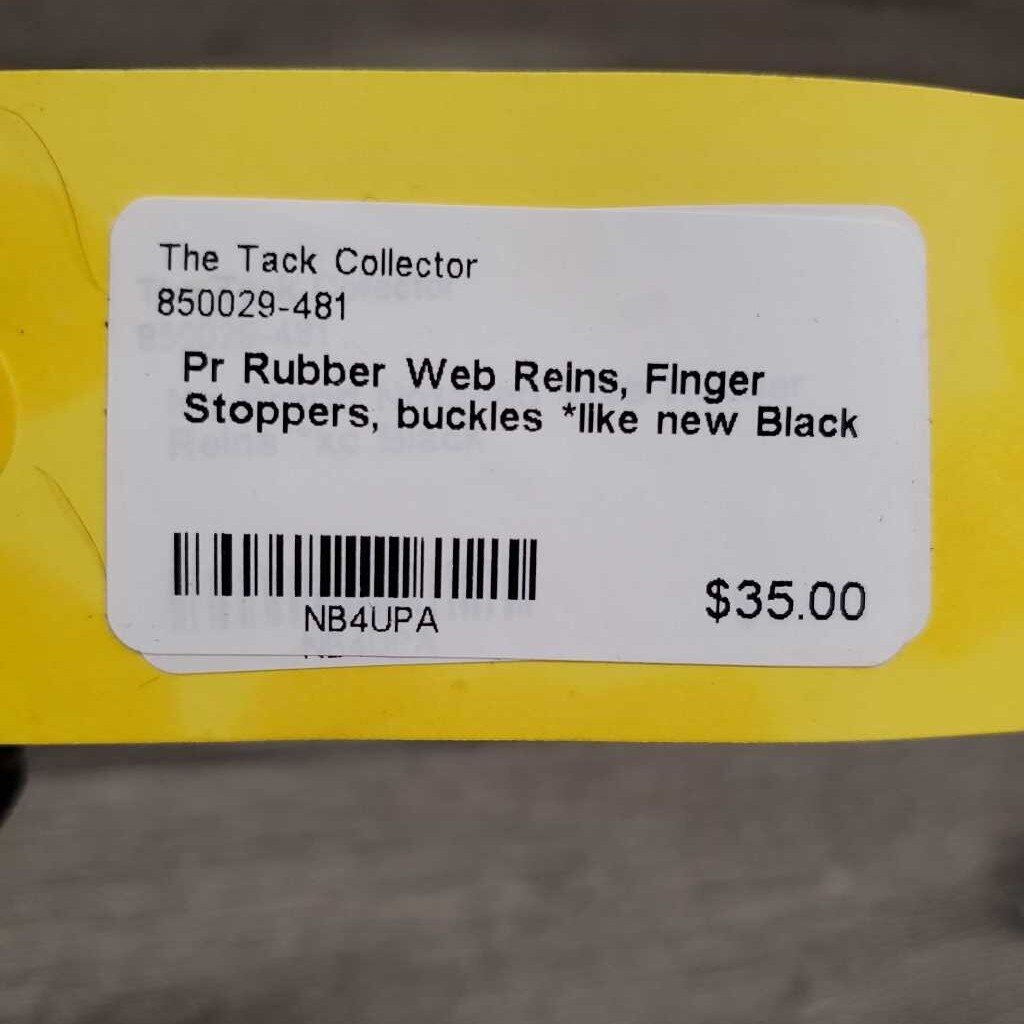 The Tack Collector
850029-481
Pr Rubber Web Reins, Finger
Stoppers, buckles *like new Black
NB4UPA
$35.00